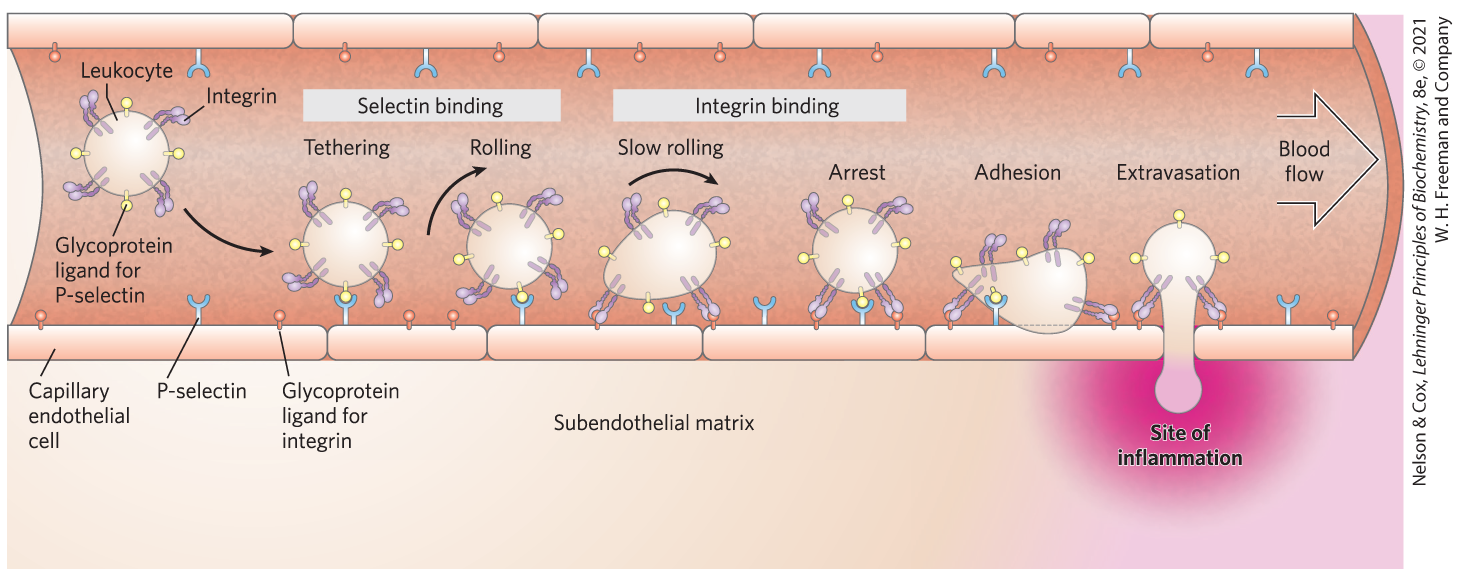 Leukocyte
Integrin
Glycoprotein
ligand for
P-selectin
Selectin binding
Tethering
Rolling
Integrin binding
Slow rolling
Arrest
Adhesion
Extravasation
Blood
flow
Capillary
endothelial
cell
P-selectin
Glycoprotein
ligand for
integrin
Subendothelial matrix
Site of
inflammation
Nelson & Cox, Lehninger Principles of Biochemistry, 8e, © 2021
W. H. Freeman and Company